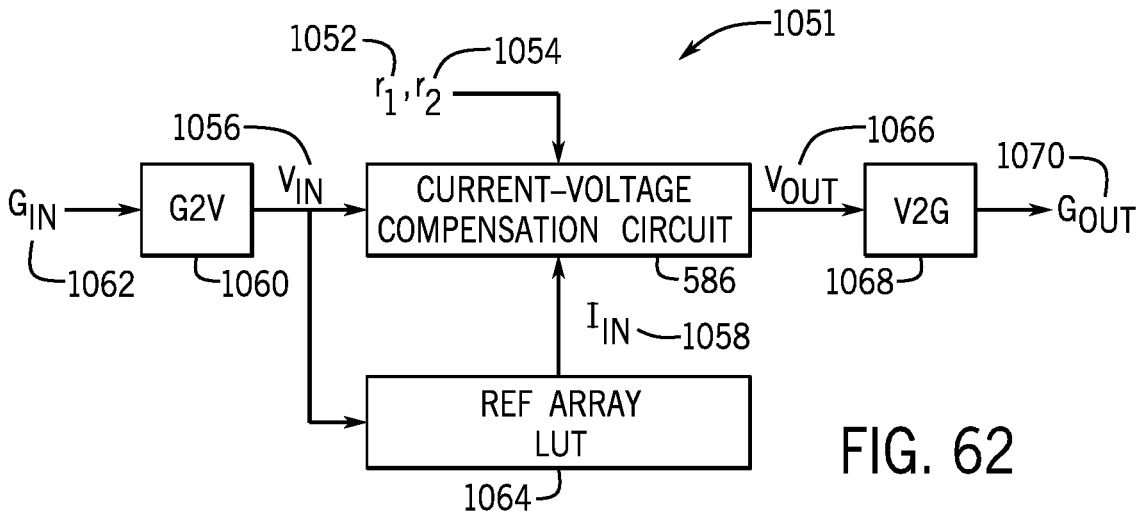 1052
1054
1051
r1, r2
1056
1066
1070
GIN
G2V
VIN
CURRENT–VOLTAGE
COMPENSATION CIRCUIT
VOUT
V2G
GOUT
1062
1060
586
1068
IIN
1058
REF ARRAY
LUT
1064
FIG. 62